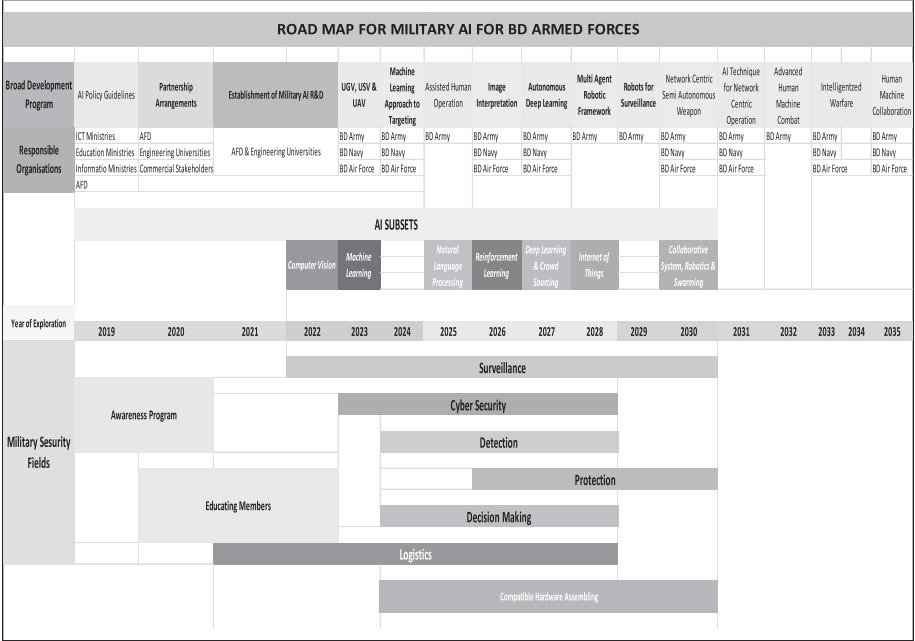 ROAD MAP FOR MILITARY AI FOR BD ARMED FORCES
Broad Development
Program
AI Policy Guidelines
Partnership
Arrangements
Establishment of Military AI R&D
UGV, USV &
UAV
Machine
Learning
Approach to
Targeting
Assisted Human
Operation
Image
Interpretation
Autonomous
Deep Learning
Multi Agent
Robotic
Framework
Robots for
Surveillance
Network Centric
Semi Autonomous
Weapon
AI Technique
for Network
Centric
Operation
Advanced
Human
Machine
Combat
Intelligentized
Warfare
Human
Machine
Collaboration
Responsible
Organisations
ICT Ministries
Education Ministries
Informatio Ministries
AFD
AFD
Engineering Universities
Commercial Stakeholders
AFD & Engineering Universities
BD Army
BD Navy
BD Air Force
BD Army
BD Navy
BD Air Force
BD Army
BD Army
BD Navy
BD Air Force
BD Army
BD Navy
BD Air Force
BD Army
BD Army
BD Army
BD Navy
BD Air Force
BD Army
BD Navy
BD Air Force
BD Army
BD Army
BD Navy
BD Air Force
BD Army
BD Navy
BD Air Force
AI SUBSETS
Computer Vision
Machine
Learning
Natural
Language
Processing
Reinforcement
Learning
Deep Learning
& Crowd
Sourcing
Internet of
Things
Collaborative
System, Robotics &
Swarming
Year of Exploration
2019 2020 2021 2022 2023 2024 2025 2026 2027 2028 2029 2030 2031 2032 2033 2034 2035
Military Sesurity
Fields
Surveillance
Awareness Program
Cyber Security
Detection
Protection
Educating Members
Decision Making
Logistics
Compatible Hardware Assembling